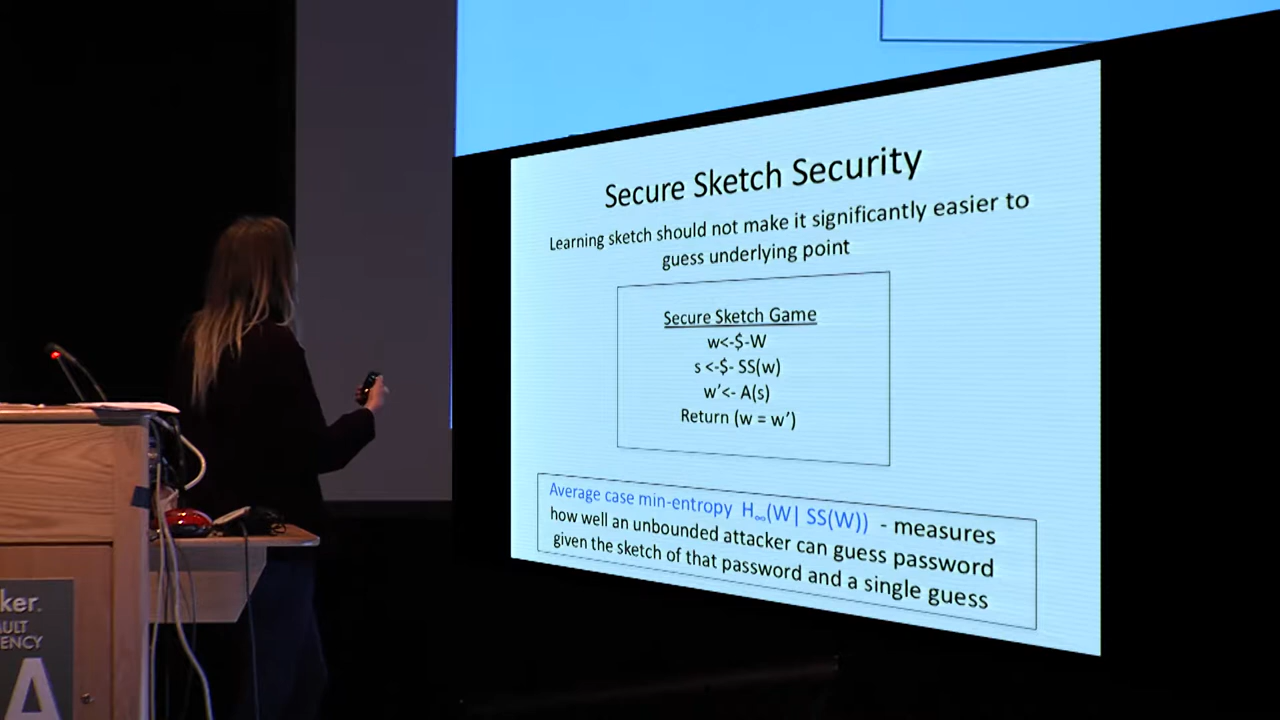 Secure Sketch Security
Learning sketch should not make it significantly easier to
guess underlying point
Secure Sketch Game
w<-$-W
s <-$- SS(w)
w'<- A(s)
Return (w = w')
Average case min-entropy H∞(W| SS(W)) - measures
how well an unbounded attacker can guess password
given the sketch of that password and a single guess
ker.
AULT
ENCY
A